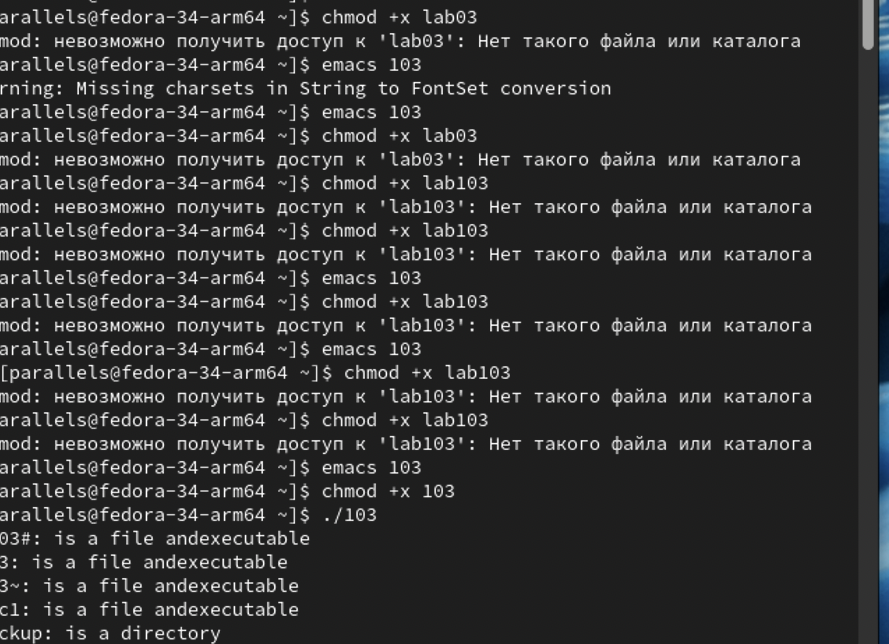 arallels@fedora-34-arm64 ~]$ chmod +x lab03
mod: невозможно получить доступ к 'lab03': Нет такого файла или каталога
arallels@fedora-34-arm64 ~]$ emacs 103
rning: Missing charsets in String to FontSet conversion
arallels@fedora-34-arm64 ~]$ emacs 103
arallels@fedora-34-arm64 ~]$ chmod +x lab03
mod: невозможно получить доступ к 'lab03': Нет такого файла или каталога
arallels@fedora-34-arm64 ~]$ chmod +x lab103
mod: невозможно получить доступ к 'lab103': Нет такого файла или каталога
arallels@fedora-34-arm64 ~]$ chmod +x lab103
mod: невозможно получить доступ к 'lab103': Нет такого файла или каталога
arallels@fedora-34-arm64 ~]$ emacs 103
arallels@fedora-34-arm64 ~]$ chmod +x lab103
mod: невозможно получить доступ к 'lab103': Нет такого файла или каталога
arallels@fedora-34-arm64 ~]$ emacs 103
[parallels@fedora-34-arm64 ~]$ chmod +x lab103
mod: невозможно получить доступ к 'lab103': Нет такого файла или каталога
arallels@fedora-34-arm64 ~]$ chmod +x lab103
mod: невозможно получить доступ к 'lab103': Нет такого файла или каталога
arallels@fedora-34-arm64 ~]$ emacs 103
arallels@fedora-34-arm64 ~]$ chmod +x 103
arallels@fedora-34-arm64 ~]$ ./103
03#: is a file andexecutable
3: is a file andexecutable
3~: is a file andexecutable
c1: is a file andexecutable
ckup: is a directory